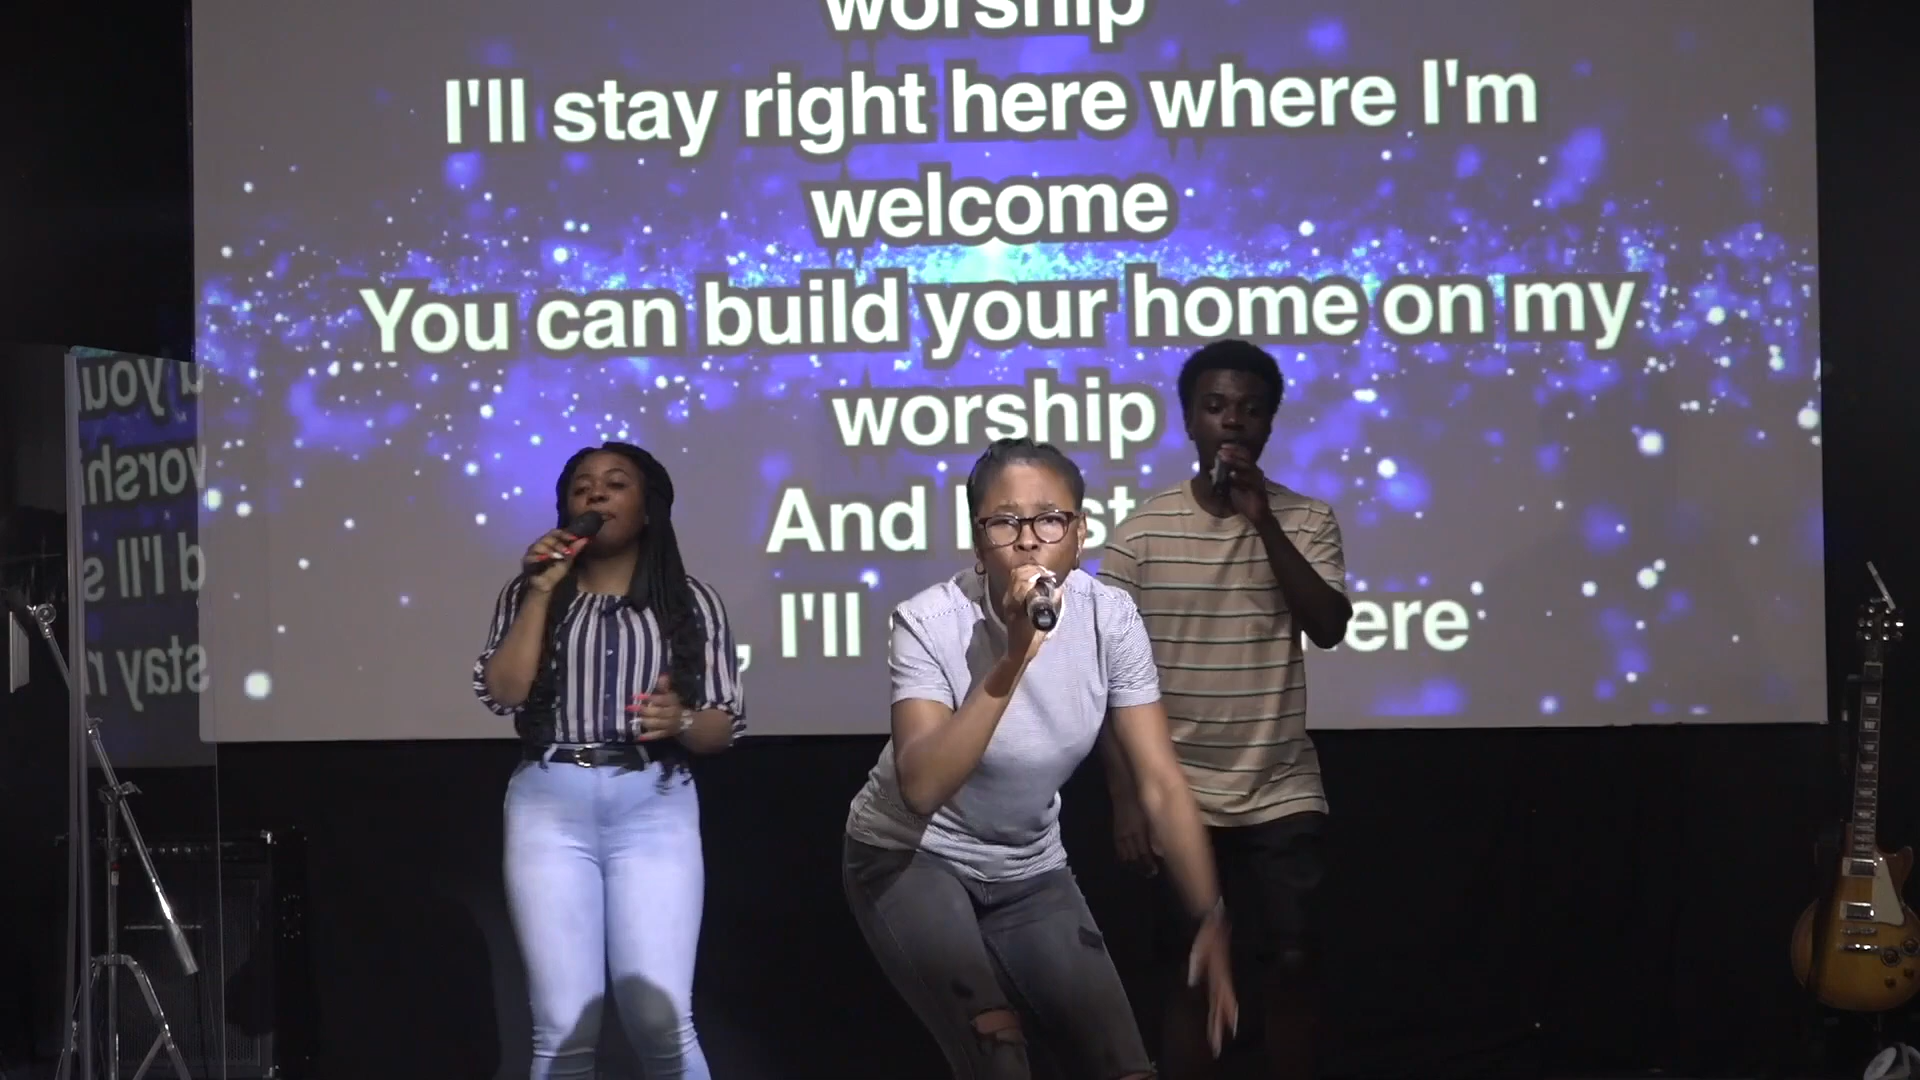 worship
I'll stay right here where I'm
welcome
You can build your home on my
worship
And
, I'll ere